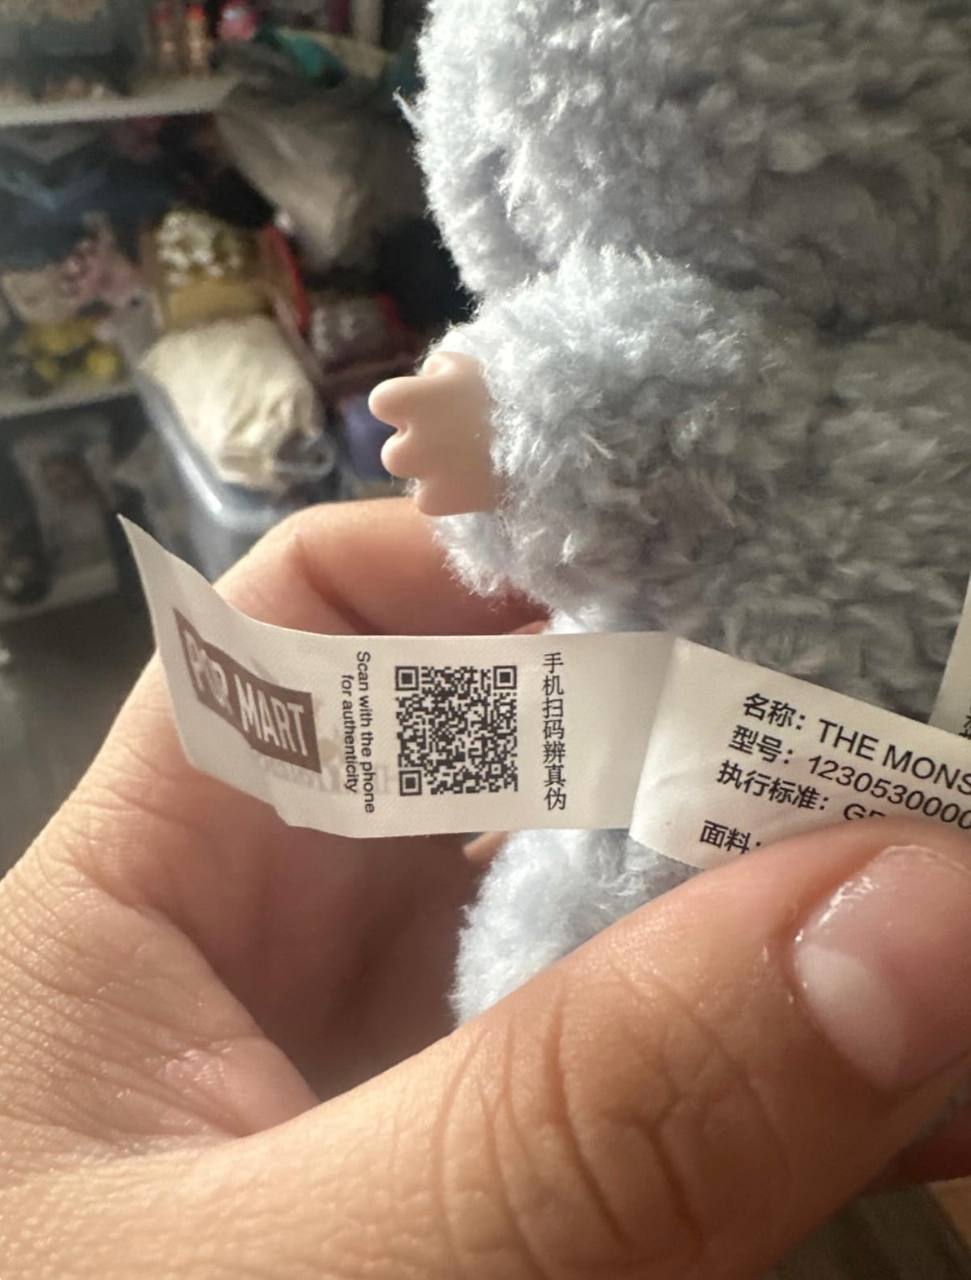 POP MART
Scan with the phone
for authenticity
手机扫码辨真伪
名称：THE MONS
型号：1230530000
执行标准：GB
面料：